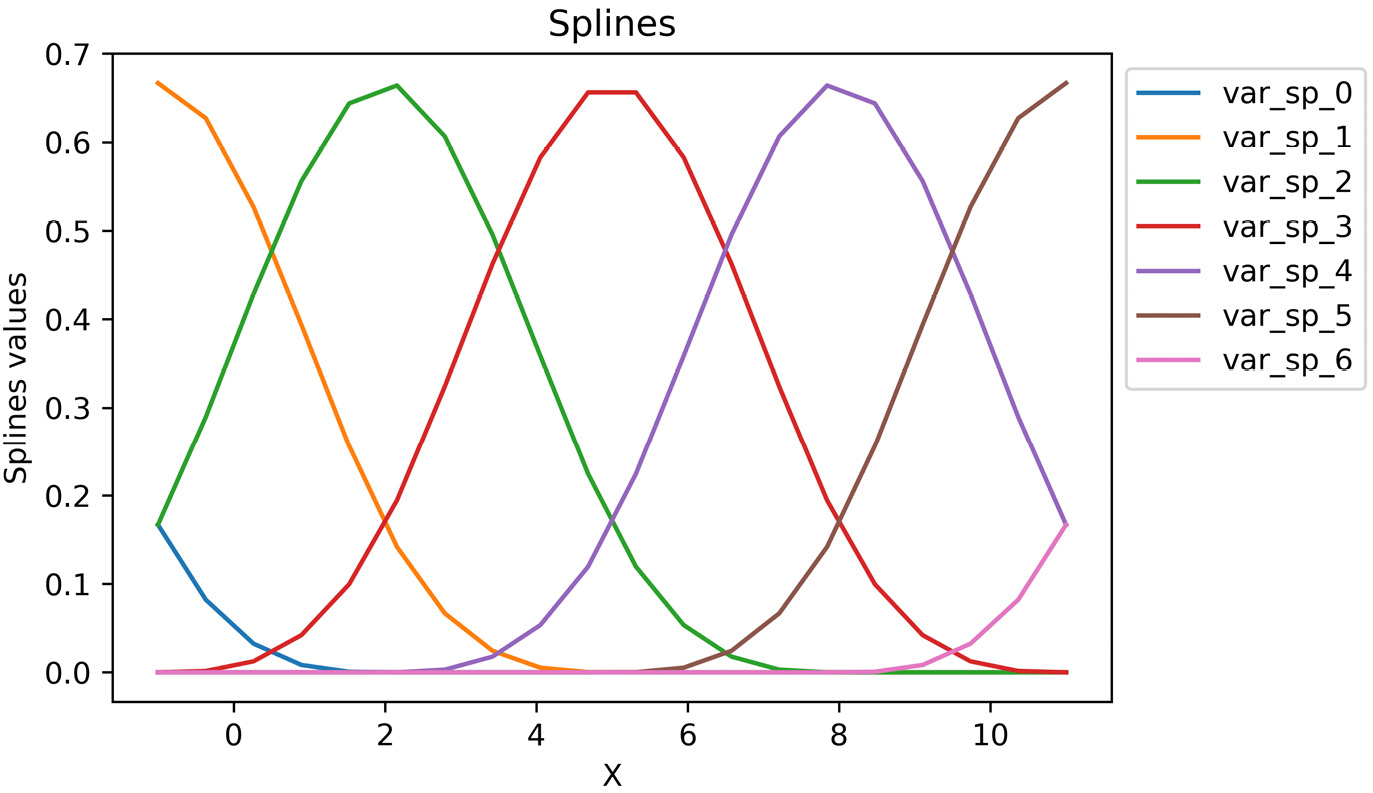 Splines
0.7
0.6
0.5
0.4
0.3
0.2
0.1
0.0
Splines values
0 2 4 6 8 10
X
var_sp_0
var_sp_1
var_sp_2
var_sp_3
var_sp_4
var_sp_5
var_sp_6